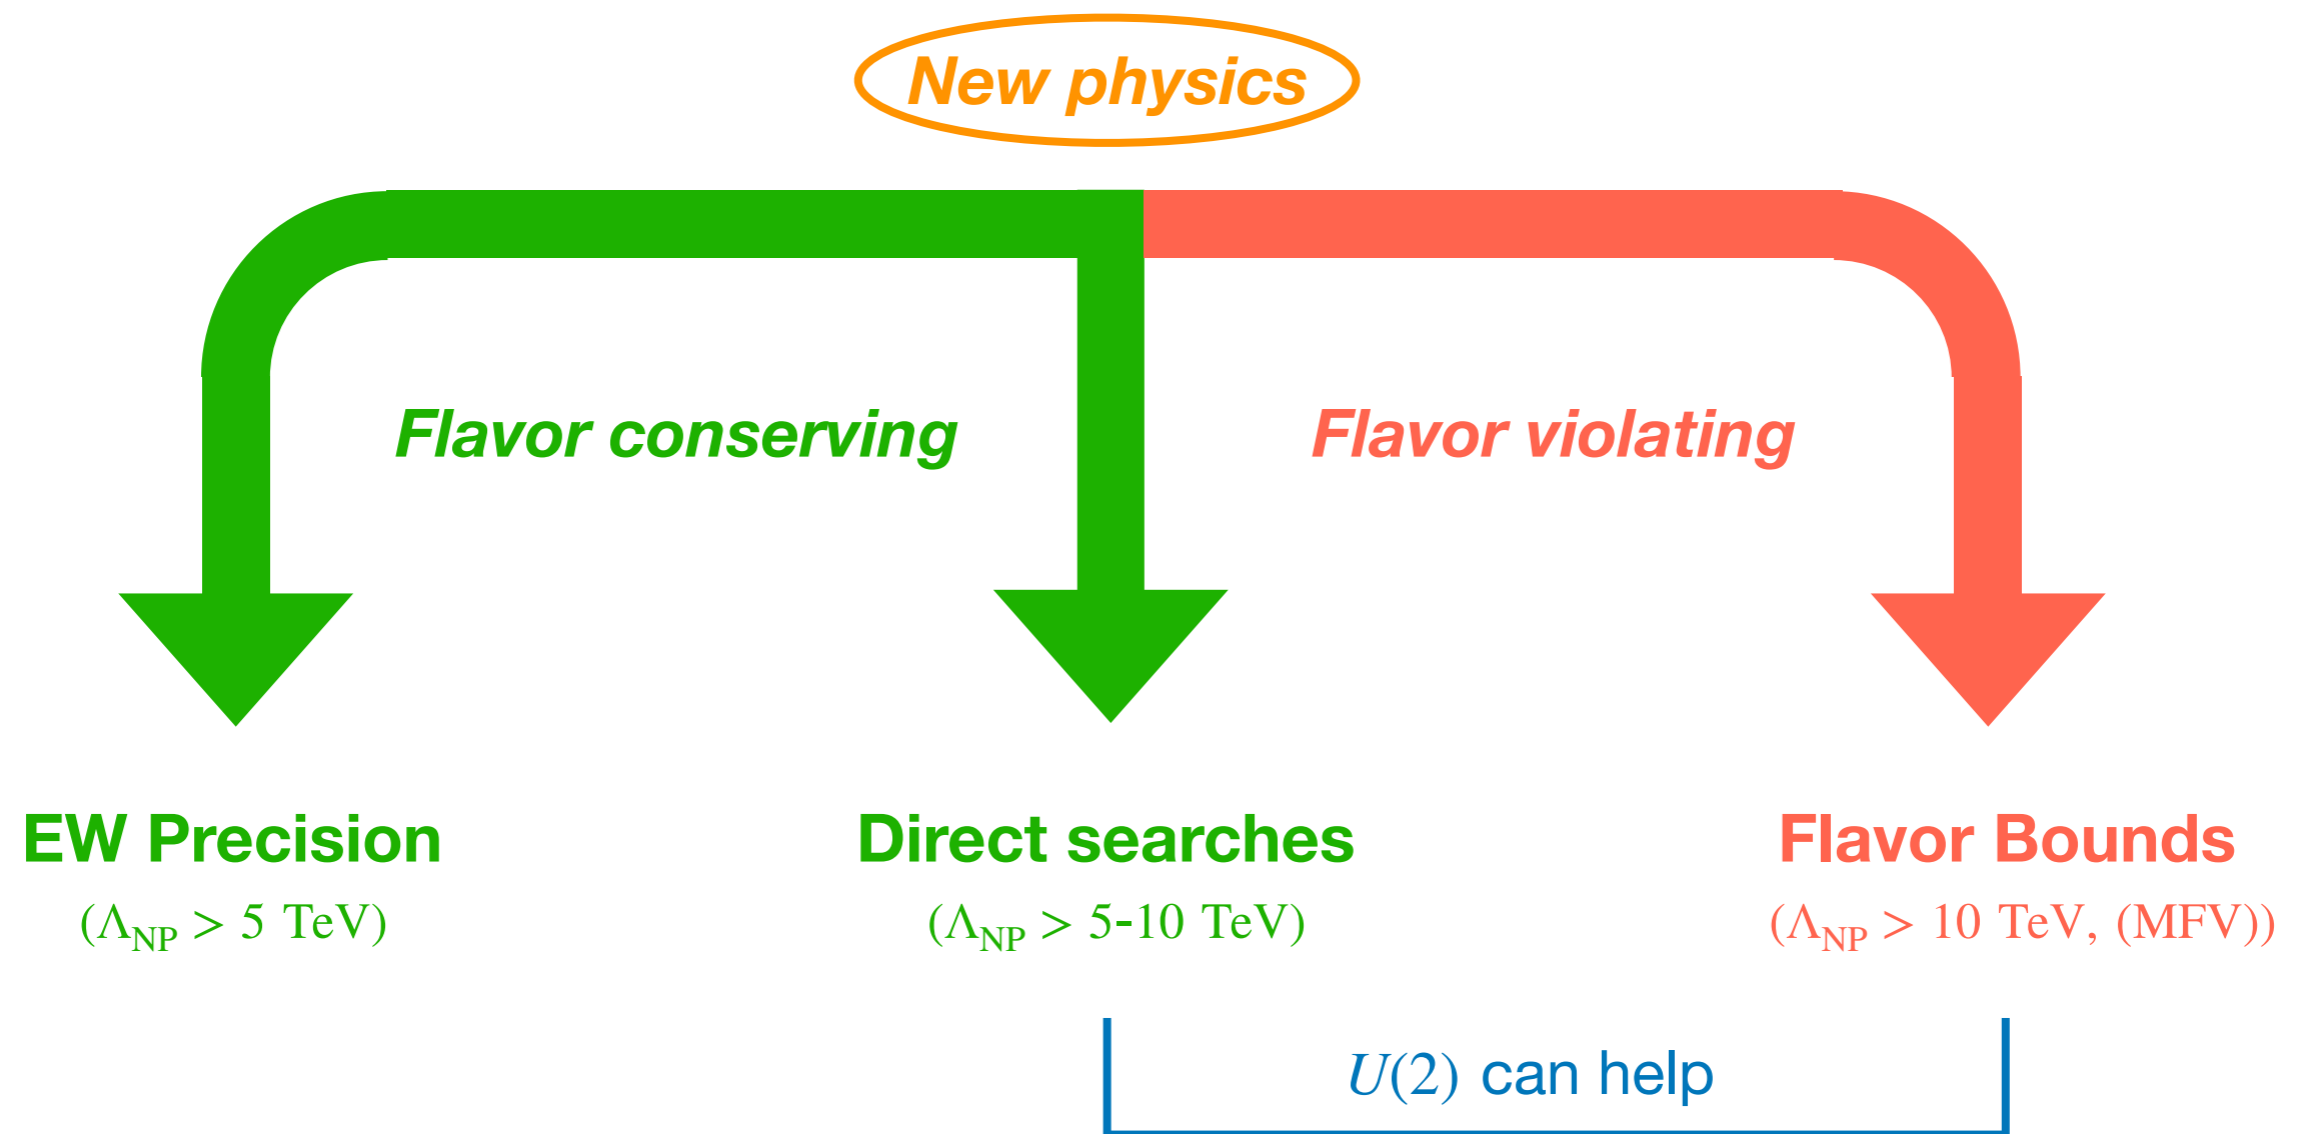 New physics
Flavor conserving
Flavor violating
EW Precision
Direct searches
Flavor Bounds
(Λ_NP > 5 TeV)
(Λ_NP > 5-10 TeV)
(Λ_NP > 10 TeV, (MFV))
U(2) can help